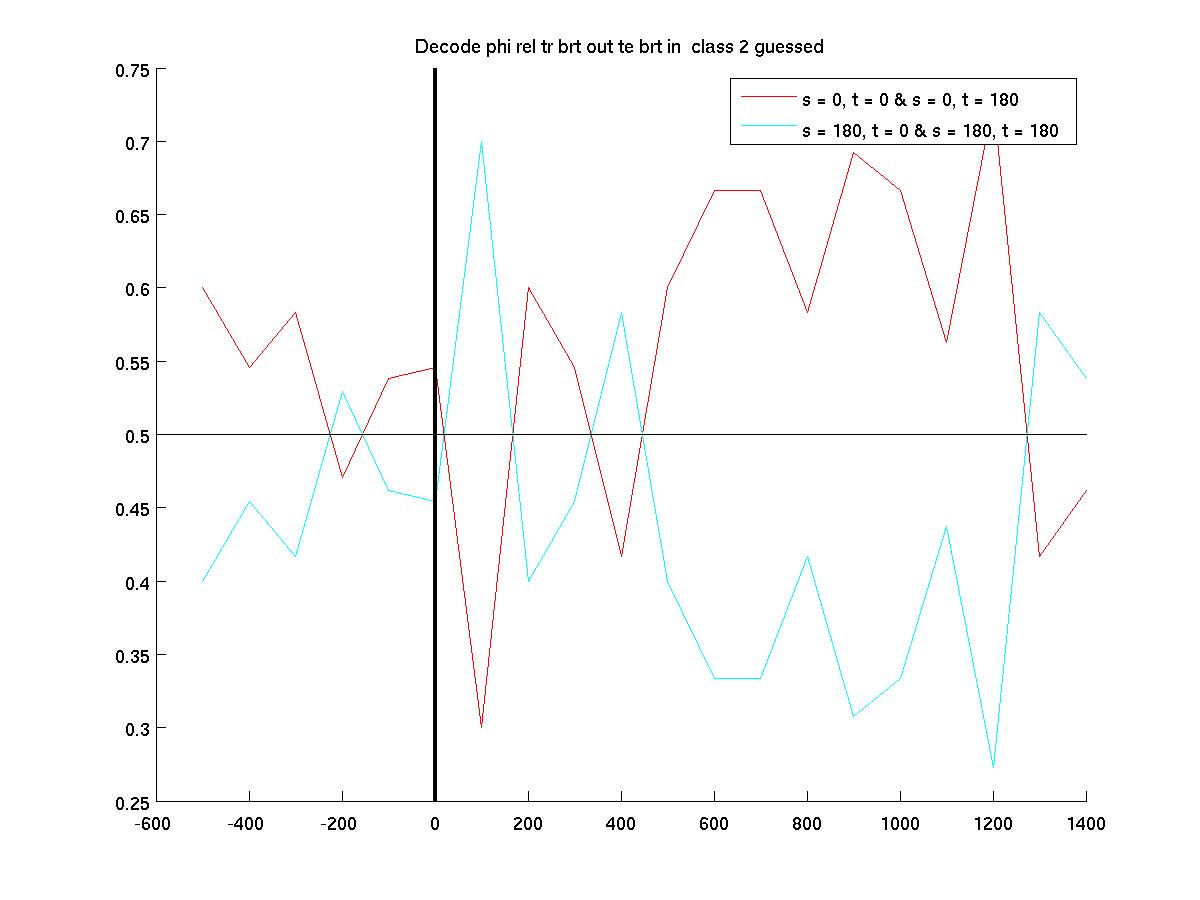 Decode phi rel tr brt out te brt in  class 2 guessed
s = 0, t = 0 & s = 0, t = 180
s = 180, t = 0 & s = 180, t = 180
0.75
0.7
0.65
0.6
0.55
0.5
0.45
0.4
0.35
0.3
0.25
-600 -400 -200 0 200 400 600 800 1000 1200 1400